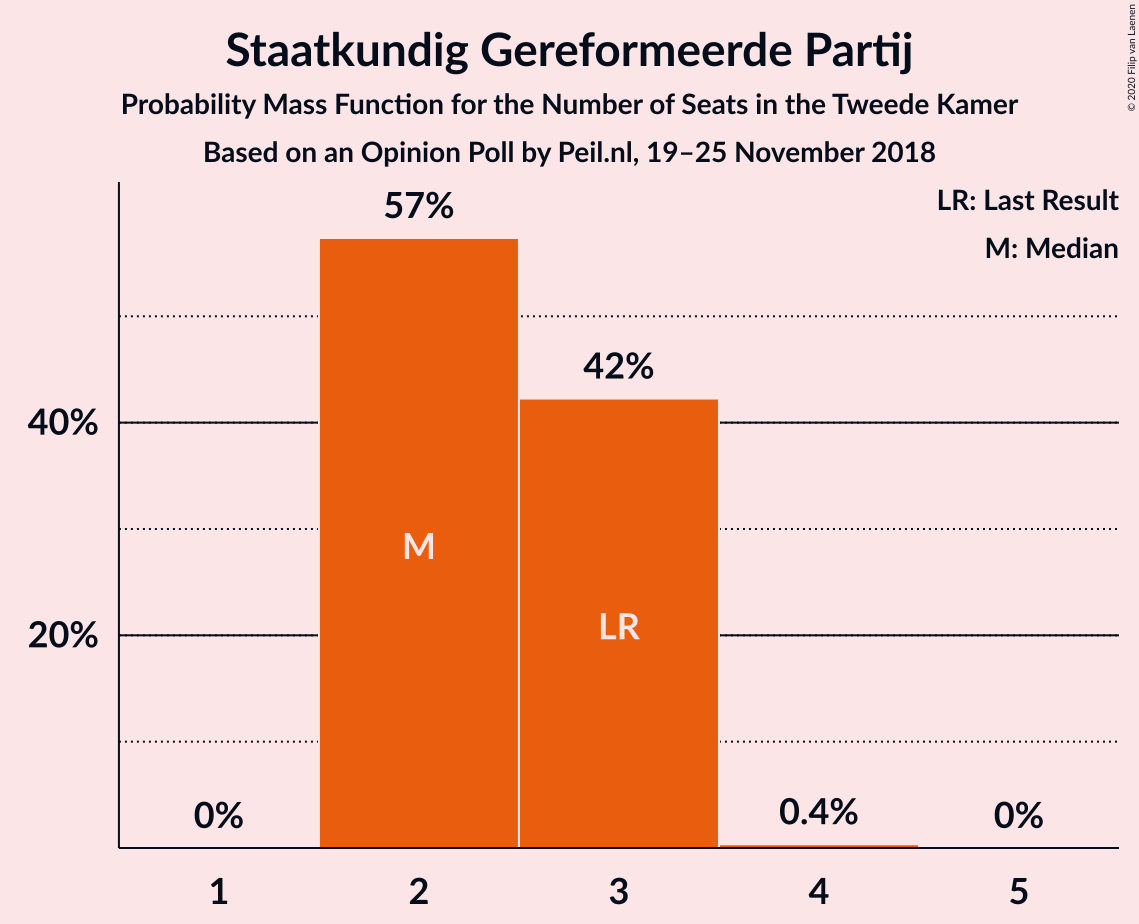 Staatkundig Gereformeerde Partij
Probability Mass Function for the Number of Seats in the Tweede Kamer
Based on an Opinion Poll by Peil.nl, 19–25 November 2018
© 2020 Filip van Laenen
LR: Last Result
M: Median
57%
42%
40%
M
LR
20%
0%
0.4%
0%
1
2
3
4
5